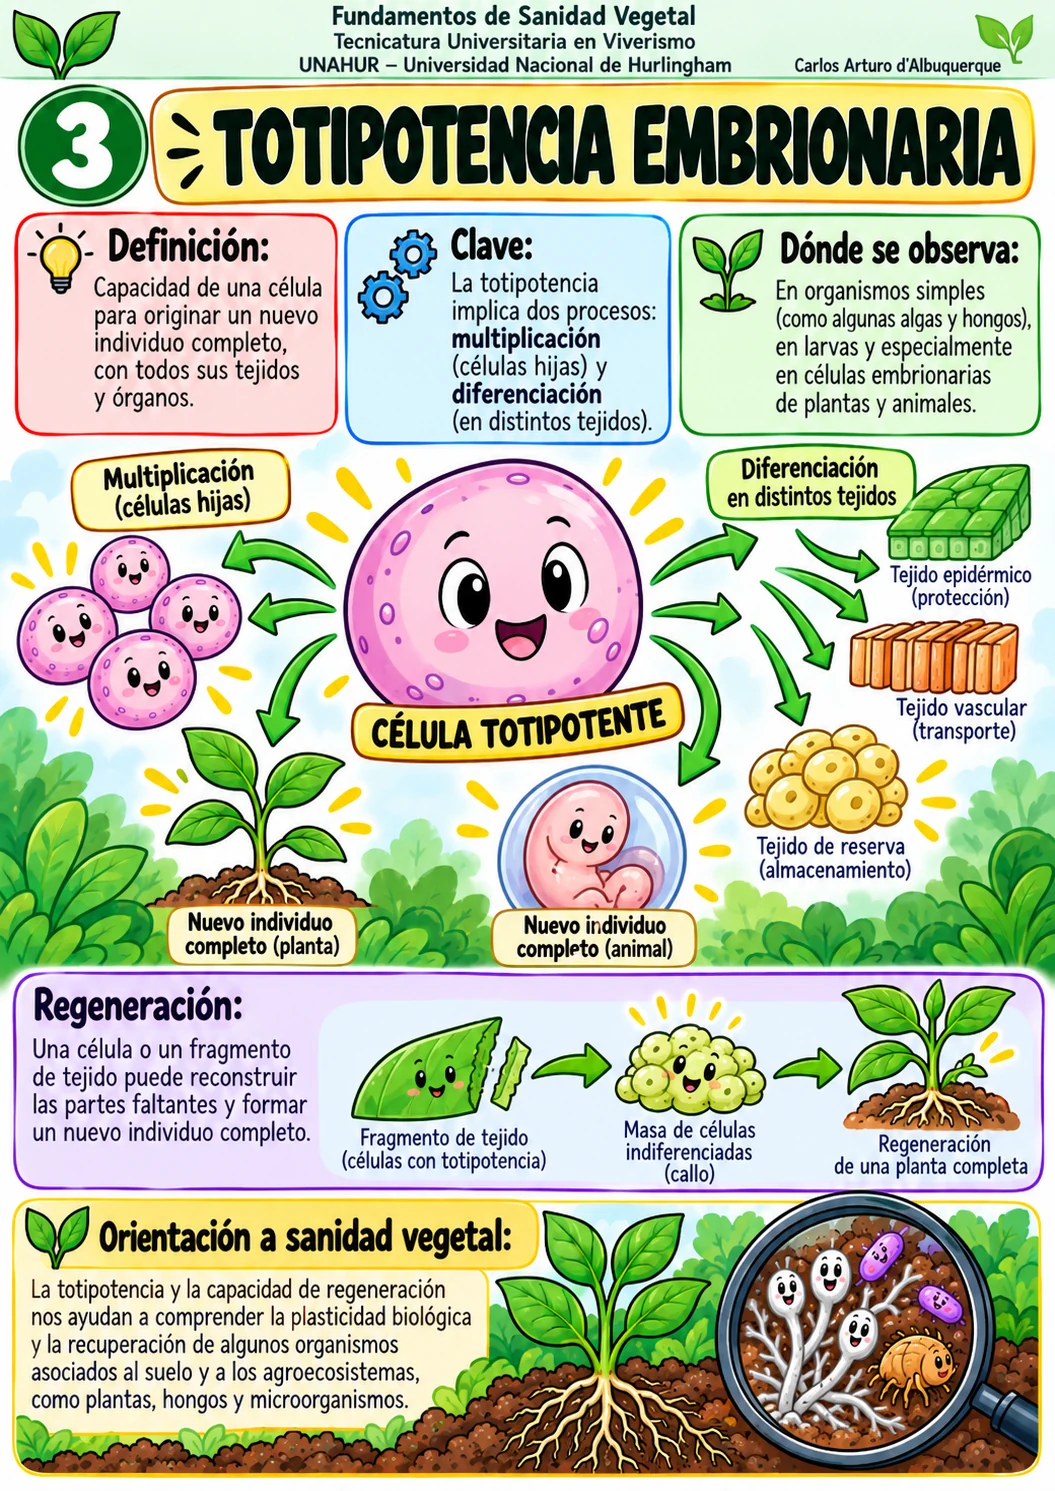 Fundamentos de Sanidad Vegetal
Tecnicatura Universitaria en Viverismo
UNAHUR – Universidad Nacional de Hurlingham
Carlos Arturo d'Albuquerque
3
TOTIPOTENCIA EMBRIONARIA
Definición:
Capacidad de una célula
para originar un nuevo
individuo completo,
con todos sus tejidos
y órganos.
Clave:
La totipotencia
implica dos procesos:
multiplicación
(células hijas) y
diferenciación
(en distintos tejidos).
Dónde se observa:
En organismos simples
(como algunas algas y hongos),
en larvas y especialmente
en células embrionarias
de plantas y animales.
Multiplicación
(células hijas)
Diferenciación
en distintos tejidos
Tejido epidérmico
(protección)
Tejido vascular
(transporte)
CÉLULA TOTIPOTENTE
Tejido de reserva
(almacenamiento)
Nuevo individuo
completo (planta)
Nuevo individuo
completo (animal)
Regeneración:
Una célula o un fragmento
de tejido puede reconstruir
las partes faltantes y formar
un nuevo individuo completo.
Fragmento de tejido
(células con totipotencia)
Masa de células
indiferenciadas
(callo)
Regeneración
de una planta completa
Orientación a sanidad vegetal:
La totipotencia y la capacidad de regeneración
nos ayudan a comprender la plasticidad biológica
y la recuperación de algunos organismos
asociados al suelo y a los agroecosistemas,
como plantas, hongos y microorganismos.